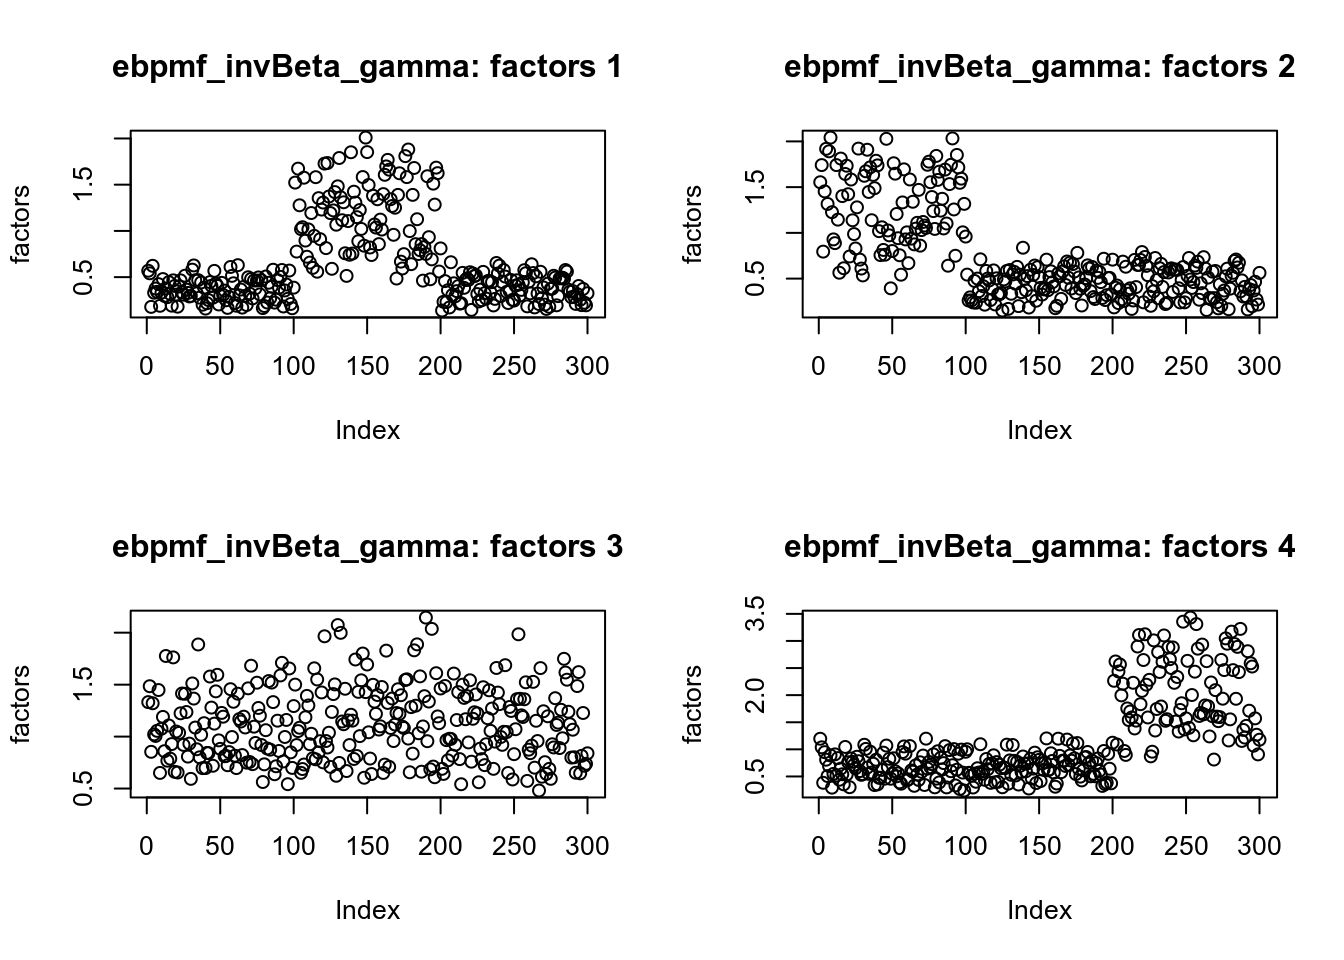 ebpmf_invBeta_gamma: factors 1
factors
0.5 1.5
0 50 100 150 200 250 300
Index
ebpmf_invBeta_gamma: factors 2
factors
0.5 1.5
0 50 100 150 200 250 300
Index
ebpmf_invBeta_gamma: factors 3
factors
0.5 1.5
0 50 100 150 200 250 300
Index
ebpmf_invBeta_gamma: factors 4
factors
0.5 2.0 3.5
0 50 100 150 200 250 300
Index